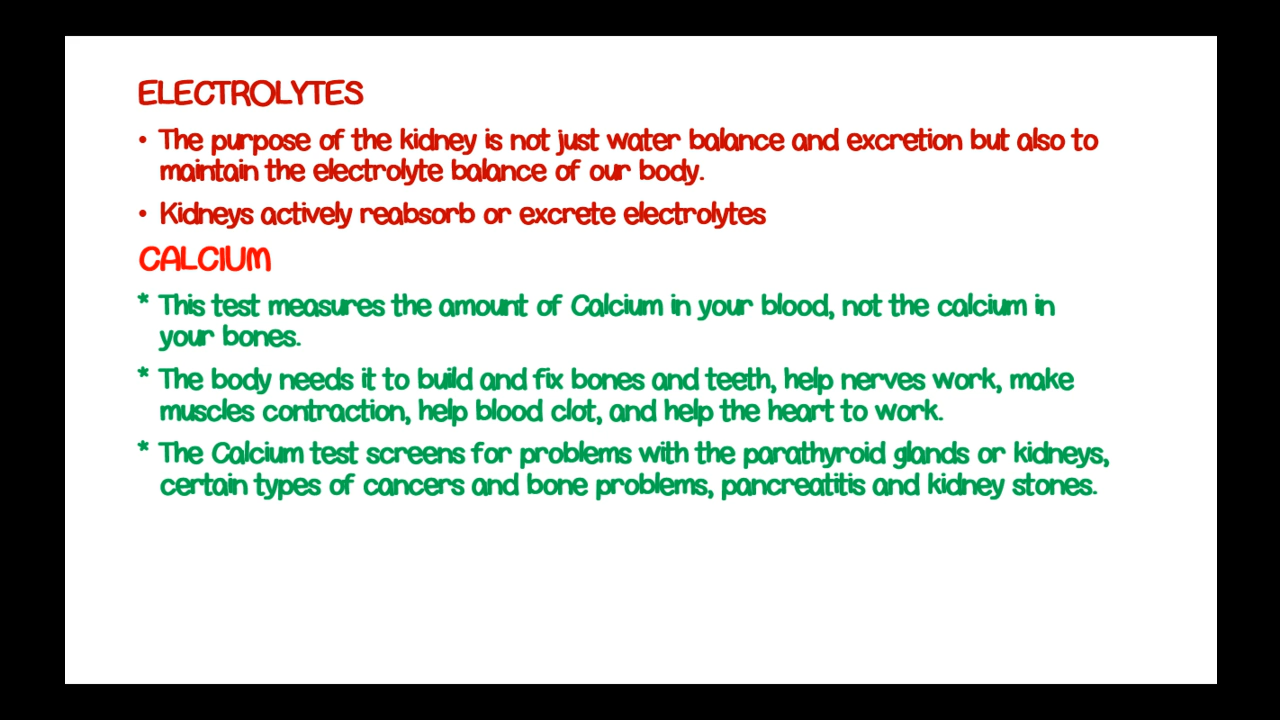 ELECTROLYTES
• The purpose of the kidney is not just water balance and excretion but also to
maintain the electrolyte balance of our body.
• Kidneys actively reabsorb or excrete electrolytes
CALCIUM
* This test measures the amount of Calcium in your blood, not the calcium in
your bones.
* The body needs it to build and fix bones and teeth, help nerves work, make
muscles contraction, help blood clot, and help the heart to work.
* The Calcium test screens for problems with the parathyroid glands or kidneys,
certain types of cancers and bone problems, pancreatitis and kidney stones.